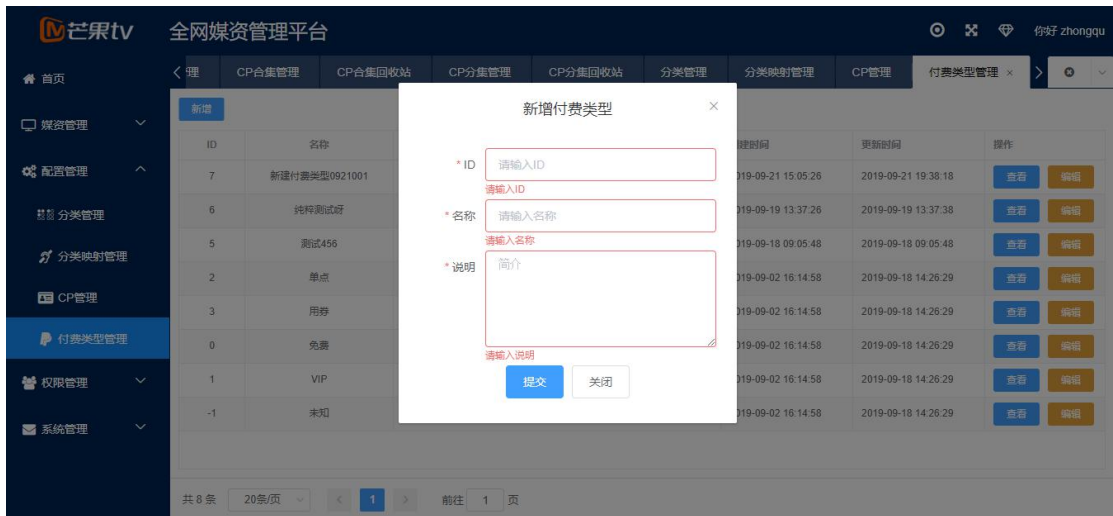 芒果tv 全网媒资管理平台 你好 zhongqu
首页
媒资管理
配置管理
分类管理
分类映射管理
CP管理
付费类型管理
权限管理
系统管理
理 CP合集管理 CP合集回收站 CP分集管理 CP分集回收站 分类管理 分类映射管理 CP管理 付费类型管理 ×
新增
ID 名称 建时间 更新时间 操作
7 新建付费类型0921001 019-09-21 15:05:26 2019-09-21 19:38:18 查看 编辑
6 纯粹测试呀 019-09-19 13:37:26 2019-09-19 13:37:38 查看 编辑
5 测试456 019-09-18 09:05:48 2019-09-18 09:05:48 查看 编辑
2 单点 019-09-02 16:14:58 2019-09-18 14:26:29 查看 编辑
3 用券 019-09-02 16:14:58 2019-09-18 14:26:29 查看 编辑
0 免费 019-09-02 16:14:58 2019-09-18 14:26:29 查看 编辑
1 VIP 019-09-02 16:14:58 2019-09-18 14:26:29 查看 编辑
-1 未知 019-09-02 16:14:58 2019-09-18 14:26:29 查看 编辑
共 8 条 20条/页 1 前往 1 页
新增付费类型
* ID 请输入ID
请输入ID
* 名称 请输入名称
请输入名称
* 说明 简介
请输入说明
提交 关闭